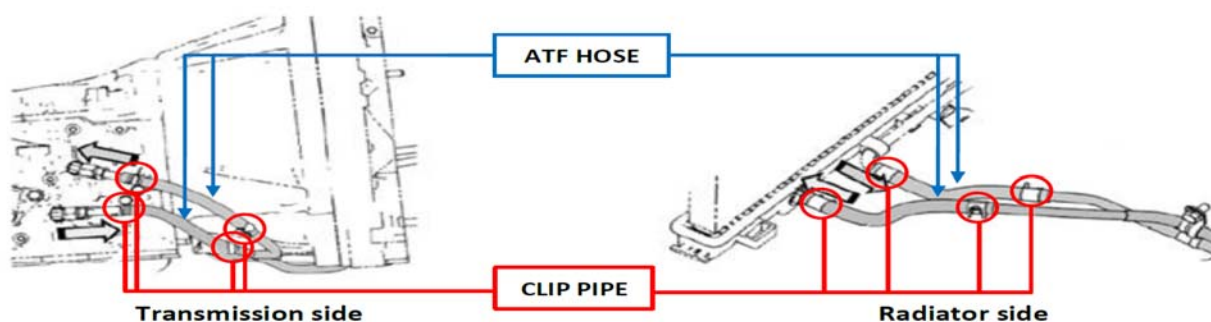 ATF HOSE
CLIP PIPE
Transmission side
Radiator side